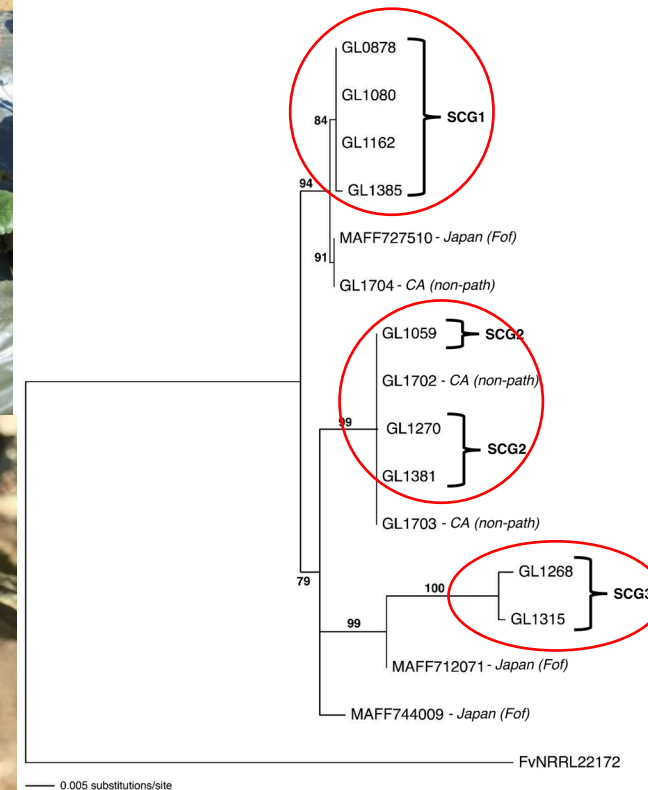 GL0878
GL1080
84
SCG1
GL1162
94
GL1385
MAFF727510 - Japan (Fof)
91
GL1704 - CA (non-path)
GL1059
SCG2
GL1702 - CA (non-path)
99
GL1270
SCG2
GL1381
GL1703 - CA (non-path)
GL1268
79
100
SCG3
GL1315
99
MAFF712071 - Japan (Fof)
MAFF744009 - Japan (Fof)
FvNRRL22172
0.005 substitutions/site